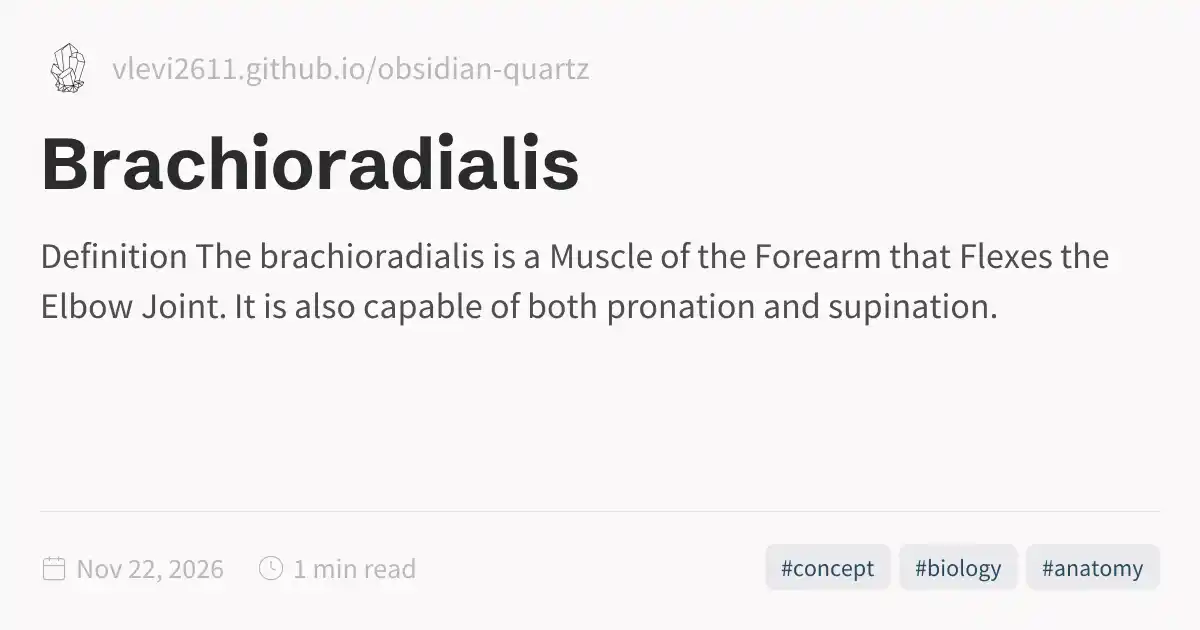 vlevi2611.github.io/obsidian-quartz
Brachioradialis
Definition The brachioradialis is a Muscle of the Forearm that Flexes the
Elbow Joint. It is also capable of both pronation and supination.
Nov 22, 2026 1 min read #concept #biology #anatomy